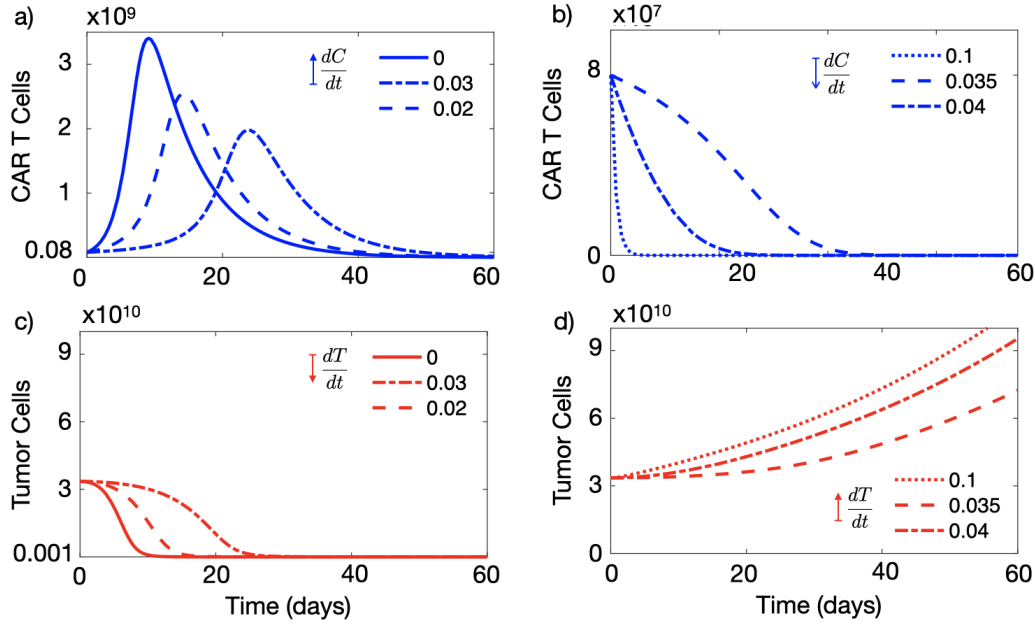 a)
x10⁹
CAR T Cells
3
2
1
0.08
0
20
40
60
dC
dt
0
0.03
0.02
b)
CAR T Cells
8
0
x10⁷
0
20
40
60
dC
dt
0.1
0.035
0.04
c)
x10¹⁰
Tumor Cells
9
6
3
0.001
0
20
40
60
Time (days)
dT
dt
0
0.03
0.02
d)
x10¹⁰
Tumor Cells
9
6
3
0
0
20
40
60
Time (days)
dT
dt
0.1
0.035
0.04